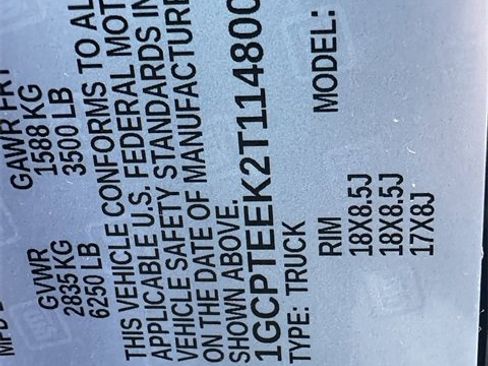 MFD
GVWR GAWR FRT
2835 KG 1588 KG
6250 LB 3500 LB
THIS VEHICLE CONFORMS TO AL
APPLICABLE U.S. FEDERAL MOT
VEHICLE SAFETY STANDARDS IN
ON THE DATE OF MANUFACTURE
SHOWN ABOVE.
1GCPTEEK2T114800
TYPE: TRUCK MODEL:
RIM
18X8.5J
18X8.5J
17X8J